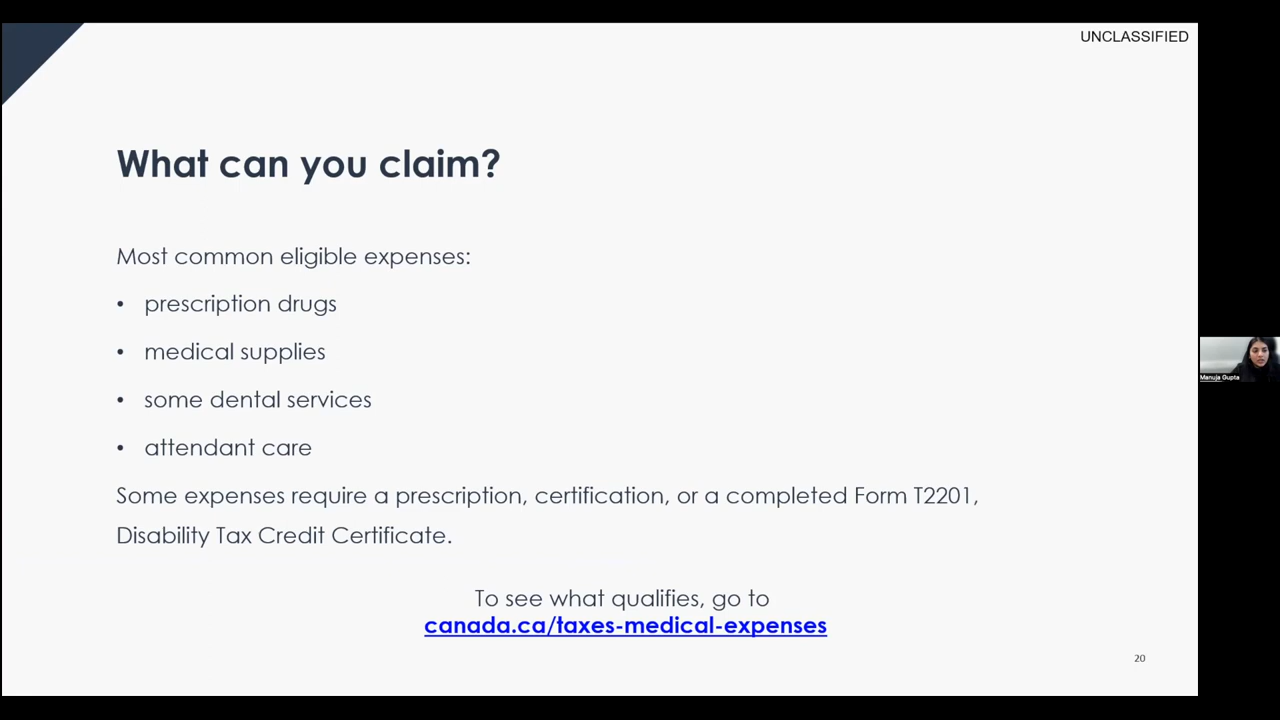 UNCLASSIFIED
What can you claim?
Most common eligible expenses:
• prescription drugs
• medical supplies
• some dental services
• attendant care
Some expenses require a prescription, certification, or a completed Form T2201,
Disability Tax Credit Certificate.
To see what qualifies, go to
canada.ca/taxes-medical-expenses
20
Manuja Gupta